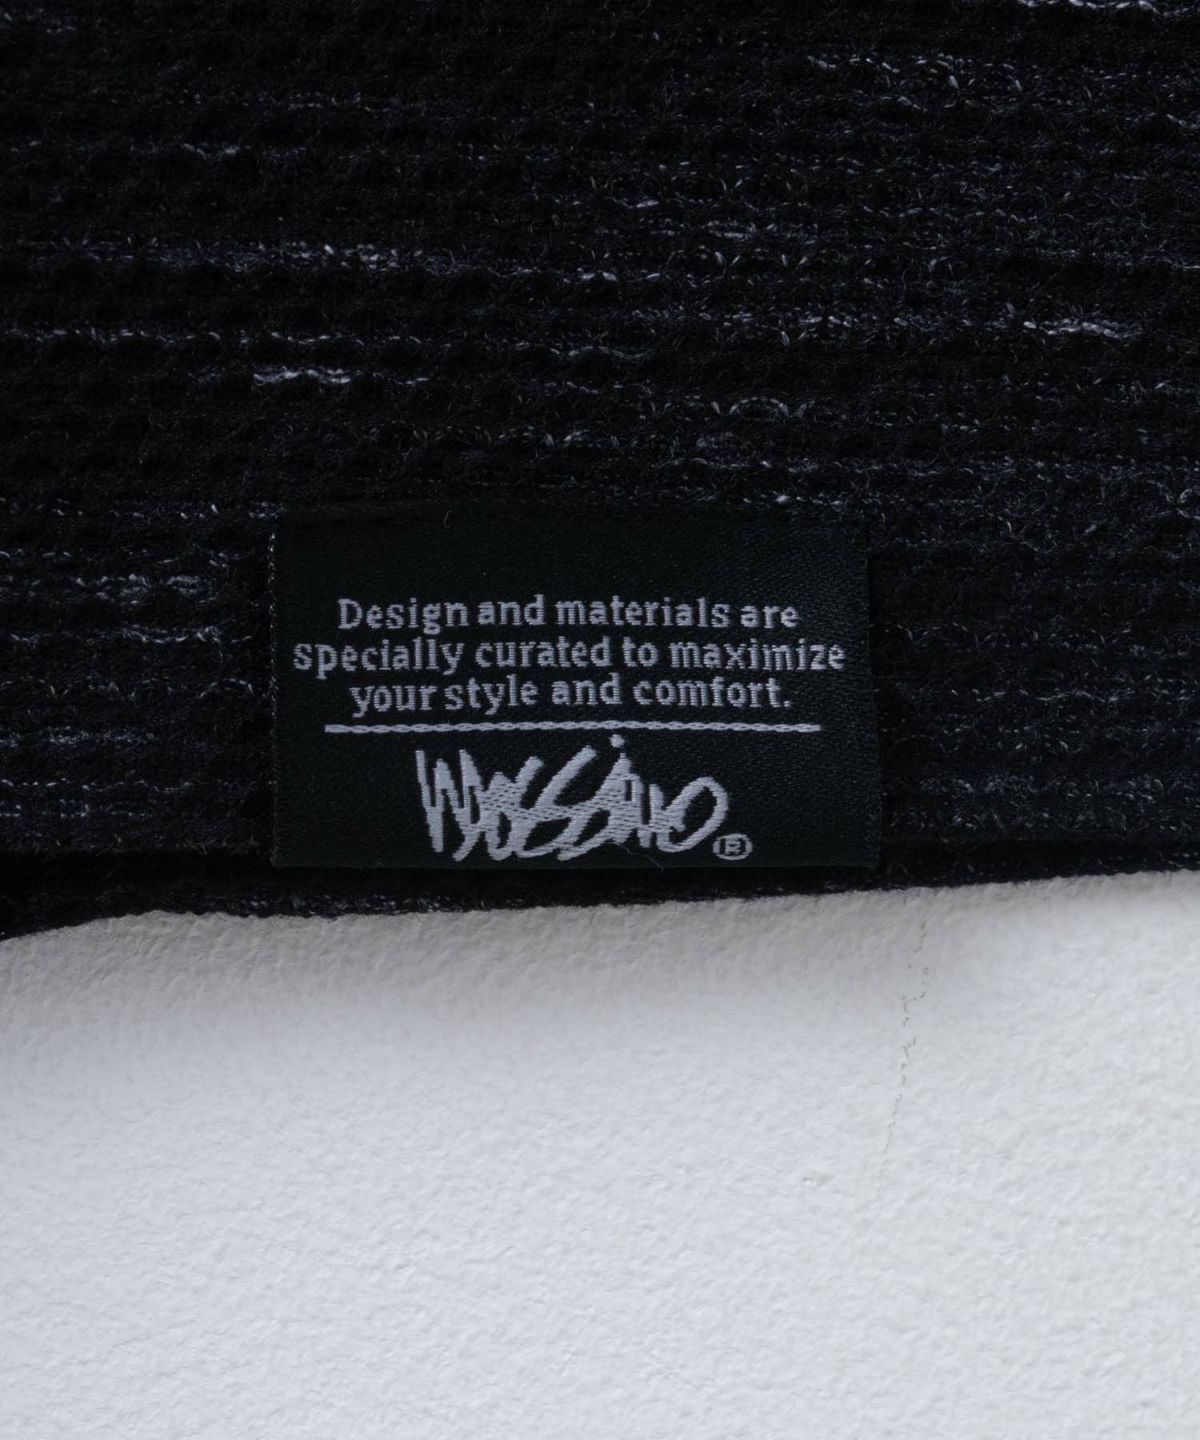 Design and materials are
specially curated to maximize
your style and comfort.
Mossimo®